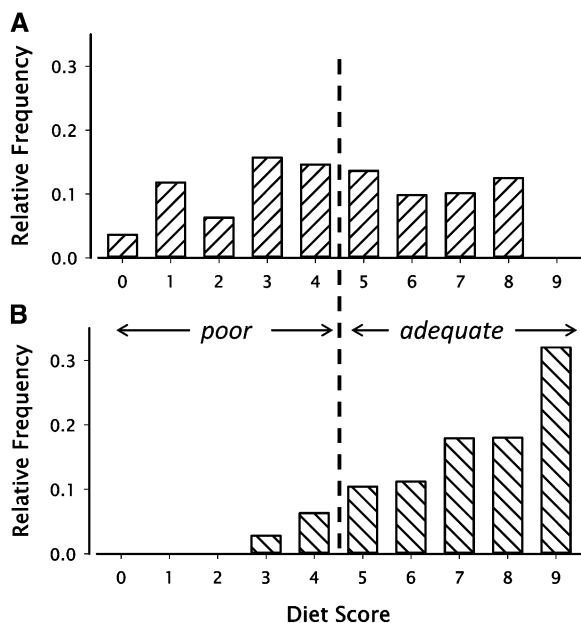 A
Relative Frequency
0.3
0.2
0.1
0.0
0 1 2 3 4 5 6 7 8 9
B
poor
adequate
Relative Frequency
0.3
0.2
0.1
0.0
0 1 2 3 4 5 6 7 8 9
Diet Score